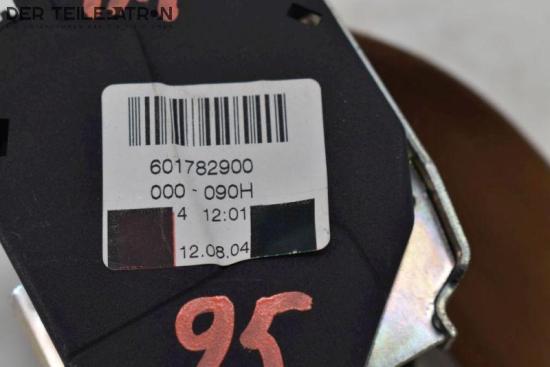 DER TEILEPATRON
601782900
000 - 090H
4 12:01
12.08.04
95